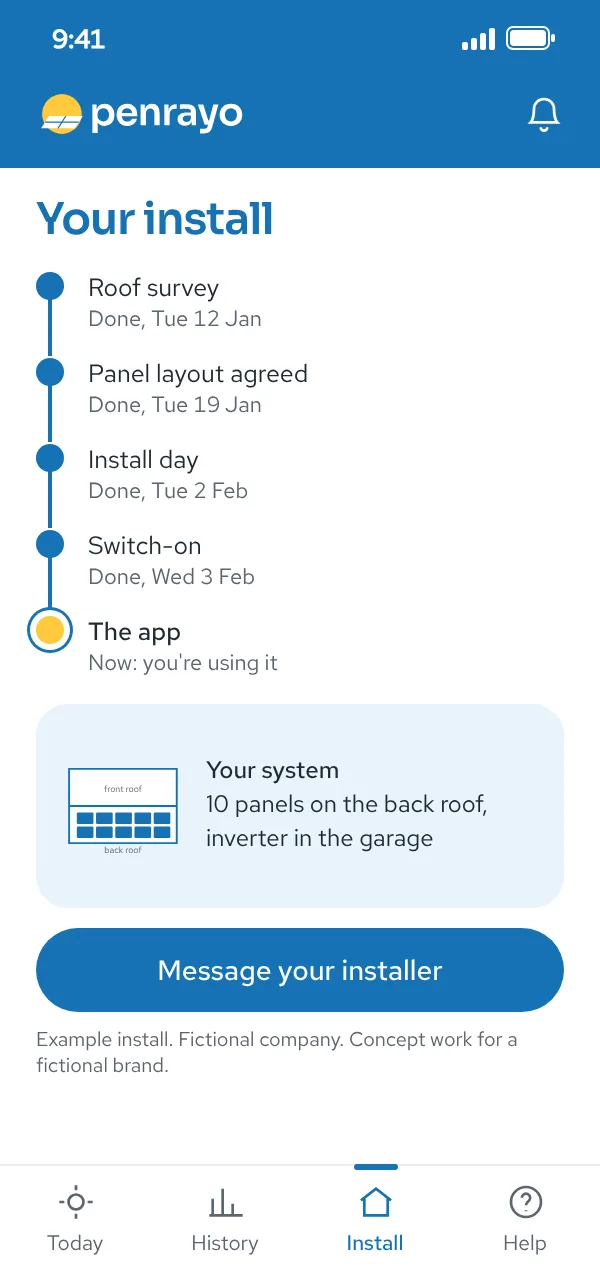 9:41
penrayo
Your install
Roof survey
Done, Tue 12 Jan
Panel layout agreed
Done, Tue 19 Jan
Install day
Done, Tue 2 Feb
Switch-on
Done, Wed 3 Feb
The app
Now: you're using it
front roof
back roof
Your system
10 panels on the back roof,
inverter in the garage
Message your installer
Example install. Fictional company. Concept work for a
fictional brand.
Today
History
Install
Help